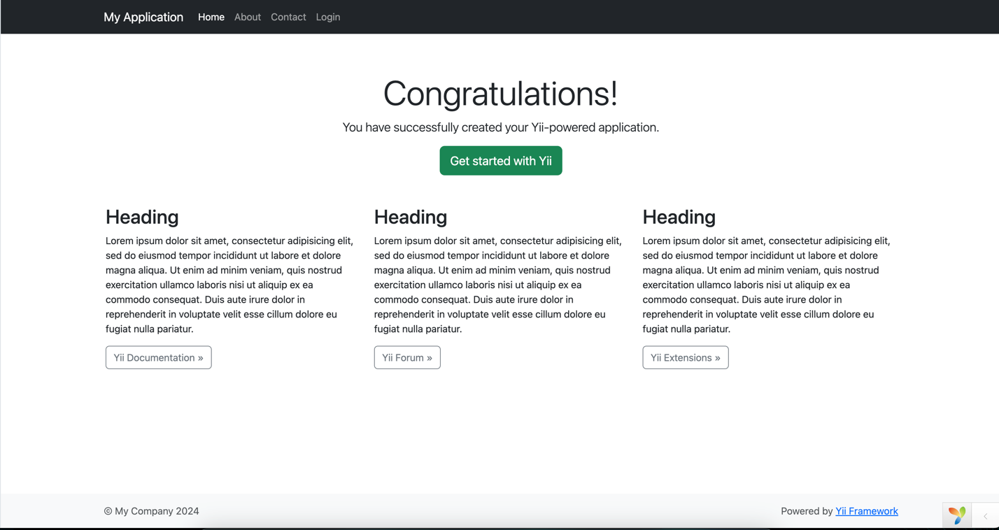 My Application Home About Contact Login
Congratulations!
You have successfully created your Yii-powered application.
Get started with Yii
Heading
Lorem ipsum dolor sit amet, consectetur adipisicing elit,
sed do eiusmod tempor incididunt ut labore et dolore
magna aliqua. Ut enim ad minim veniam, quis nostrud
exercitation ullamco laboris nisi ut aliquip ex ea
commodo consequat. Duis aute irure dolor in
reprehenderit in voluptate velit esse cillum dolore eu
fugiat nulla pariatur.
Yii Documentation »
Heading
Lorem ipsum dolor sit amet, consectetur adipisicing elit,
sed do eiusmod tempor incididunt ut labore et dolore
magna aliqua. Ut enim ad minim veniam, quis nostrud
exercitation ullamco laboris nisi ut aliquip ex ea
commodo consequat. Duis aute irure dolor in
reprehenderit in voluptate velit esse cillum dolore eu
fugiat nulla pariatur.
Yii Forum »
Heading
Lorem ipsum dolor sit amet, consectetur adipisicing elit,
sed do eiusmod tempor incididunt ut labore et dolore
magna aliqua. Ut enim ad minim veniam, quis nostrud
exercitation ullamco laboris nisi ut aliquip ex ea
commodo consequat. Duis aute irure dolor in
reprehenderit in voluptate velit esse cillum dolore eu
fugiat nulla pariatur.
Yii Extensions »
© My Company 2024
Powered by Yii Framework